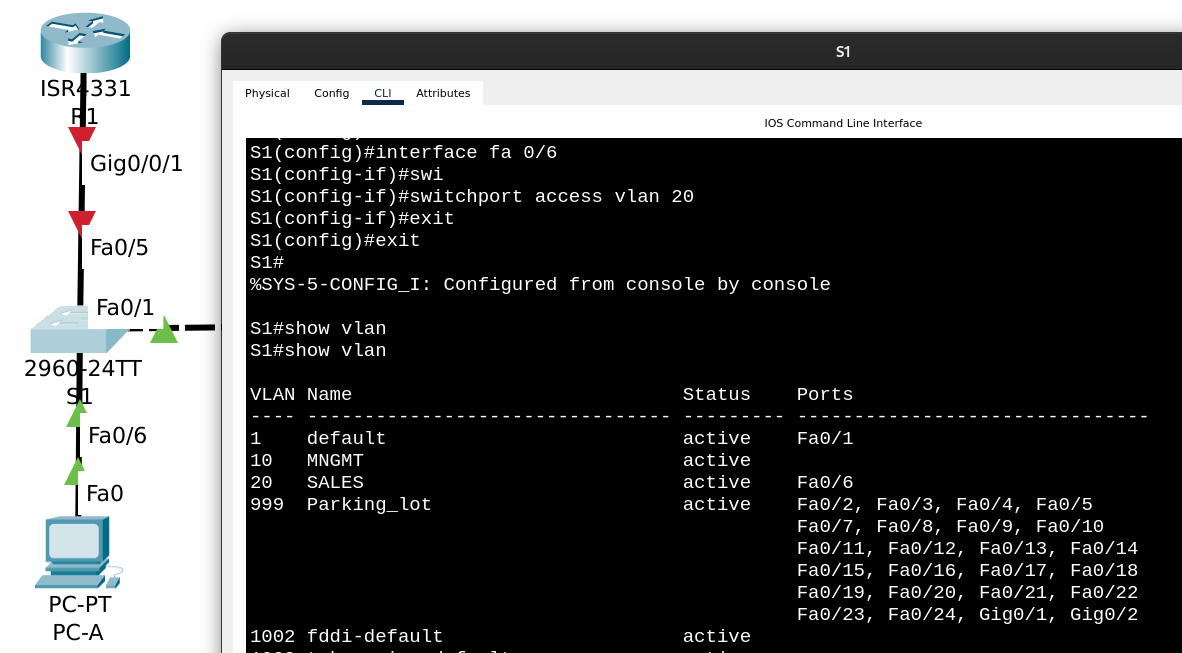 ISR4331
R1
Gig0/0/1
Fa0/5
Fa0/1
2960-24TT
S1
Fa0/6
Fa0
PC-PT
PC-A
S1
Physical Config CLI Attributes
IOS Command Line Interface
S1(config)#interface fa 0/6
S1(config-if)#swi
S1(config-if)#switchport access vlan 20
S1(config-if)#exit
S1(config)#exit
S1#
%SYS-5-CONFIG_I: Configured from console by console
S1#show vlan
S1#show vlan
VLAN Name Status Ports
---- -------------------------------- --------- -------------------------------
1 default active Fa0/1
10 MNGMT active
20 SALES active Fa0/6
999 Parking_lot active Fa0/2, Fa0/3, Fa0/4, Fa0/5
Fa0/7, Fa0/8, Fa0/9, Fa0/10
Fa0/11, Fa0/12, Fa0/13, Fa0/14
Fa0/15, Fa0/16, Fa0/17, Fa0/18
Fa0/19, Fa0/20, Fa0/21, Fa0/22
Fa0/23, Fa0/24, Gig0/1, Gig0/2
1002 fddi-default active